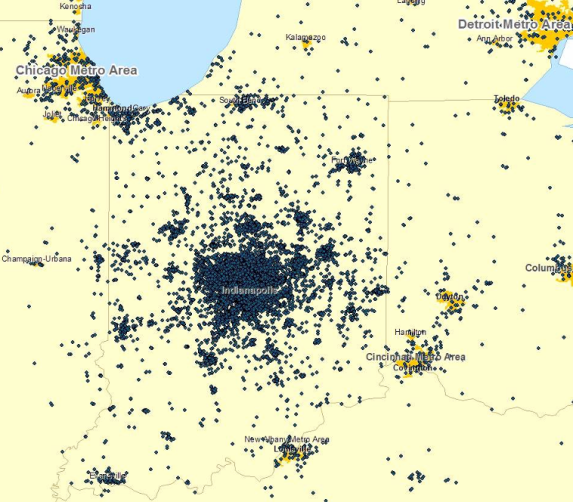 Kenosha
Lansing
Detroit Metro Area
Waukegan
Kalamazoo
Ann Arbor
Chicago Metro Area
Aurora
Hammond
Gary
South Bend
Toledo
Joliet
Chicago Heights
Fort Wayne
Champaign-Urbana
Columbus
Indianapolis
Dayton
Hamilton
Cincinnati Metro Area
Covington
New Albany Metro Area
Louisville
Evansville